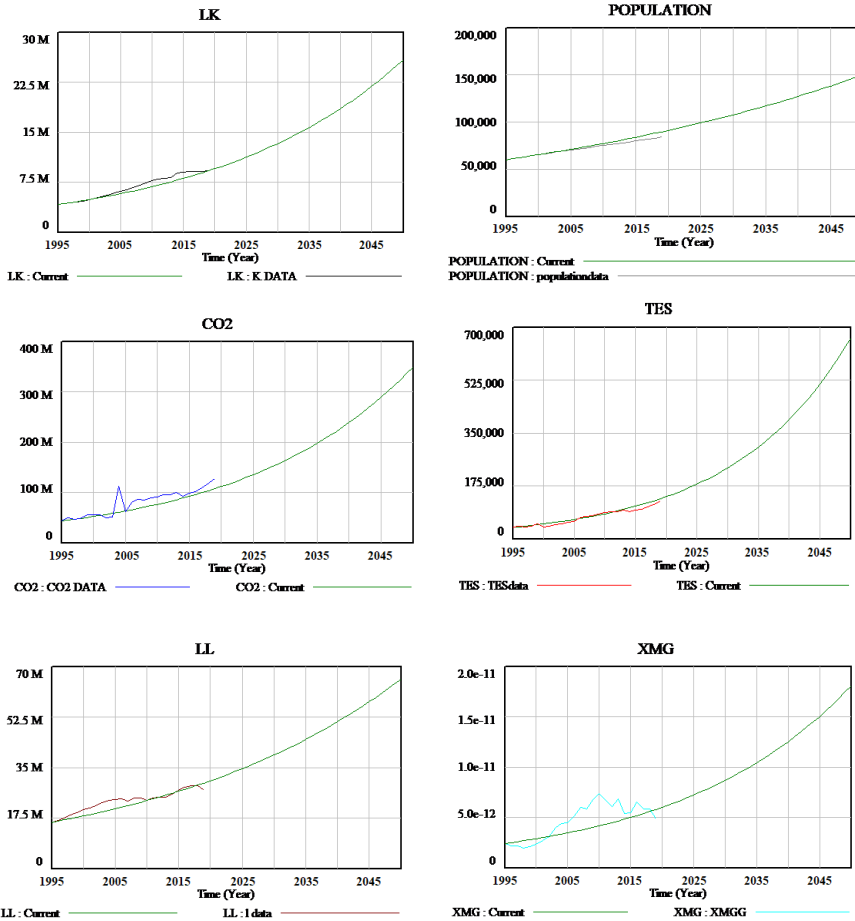 LK
30 M
22.5 M
15 M
7.5 M
0
1995 2005 2015 2025 2035 2045
Time (Year)
LK : Current LK : K DATA
POPULATION
200,000
150,000
100,000
50,000
0
1995 2005 2015 2025 2035 2045
Time (Year)
POPULATION : Current
POPULATION : populationdata
CO2
400 M
300 M
200 M
100 M
0
1995 2005 2015 2025 2035 2045
Time (Year)
CO2 : CO2 DATA CO2 : Current
TES
700,000
525,000
350,000
175,000
0
1995 2005 2015 2025 2035 2045
Time (Year)
TES : TESdata TES : Current
LL
70 M
52.5 M
35 M
17.5 M
0
1995 2005 2015 2025 2035 2045
Time (Year)
LL : Current LL : l data
XMG
2.0e-11
1.5e-11
1.0e-11
5.0e-12
0
1995 2005 2015 2025 2035 2045
Time (Year)
XMG : Current XMG : XMGG